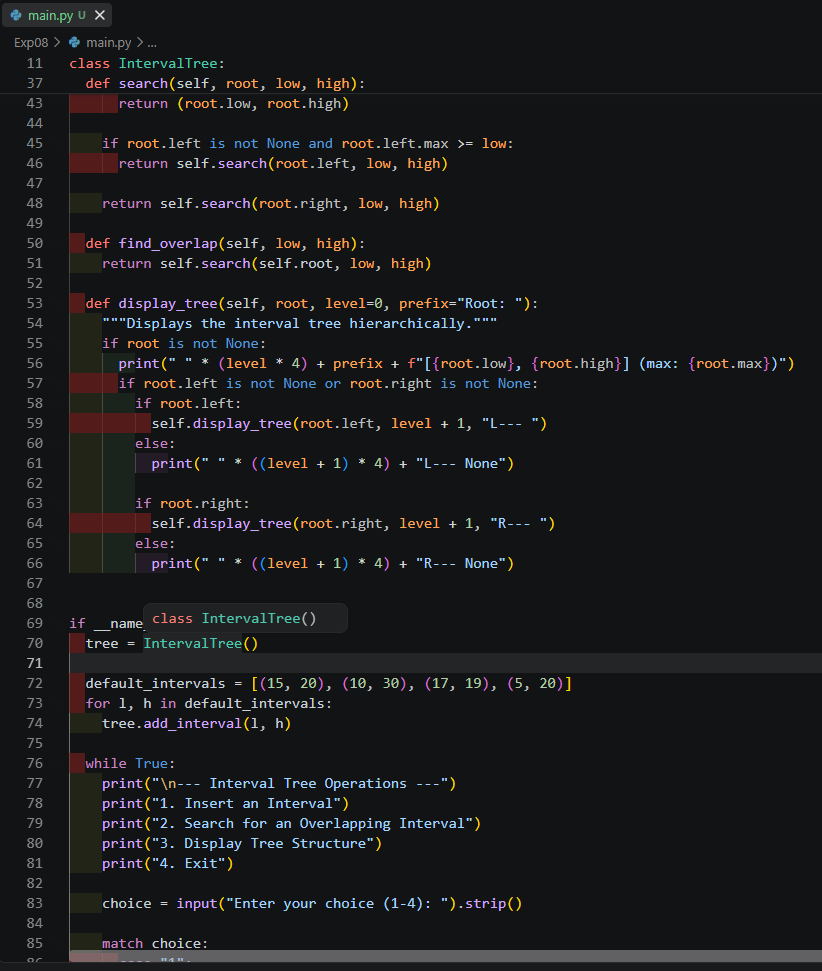 main.py U
Exp08 > main.py > ...
11 class IntervalTree:
37 def search(self, root, low, high):
43 return (root.low, root.high)
44
45 if root.left is not None and root.left.max >= low:
46 return self.search(root.left, low, high)
47
48 return self.search(root.right, low, high)
49
50 def find_overlap(self, low, high):
51 return self.search(self.root, low, high)
52
53 def display_tree(self, root, level=0, prefix="Root: "):
54 """Displays the interval tree hierarchically."""
55 if root is not None:
56 print(" " * (level * 4) + prefix + f"[{root.low}, {root.high}] (max: {root.max})")
57 if root.left is not None or root.right is not None:
58 if root.left:
59 self.display_tree(root.left, level + 1, "L--- ")
60 else:
61 print(" " * ((level + 1) * 4) + "L--- None")
62
63 if root.right:
64 self.display_tree(root.right, level + 1, "R--- ")
65 else:
66 print(" " * ((level + 1) * 4) + "R--- None")
67
68
class IntervalTree()
69 if __name_
70 tree = IntervalTree()
71
72 default_intervals = [(15, 20), (10, 30), (17, 19), (5, 20)]
73 for l, h in default_intervals:
74 tree.add_interval(l, h)
75
76 while True:
77 print("\n--- Interval Tree Operations ---")
78 print("1. Insert an Interval")
79 print("2. Search for an Overlapping Interval")
80 print("3. Display Tree Structure")
81 print("4. Exit")
82
83 choice = input("Enter your choice (1-4): ").strip()
84
85 match choice: